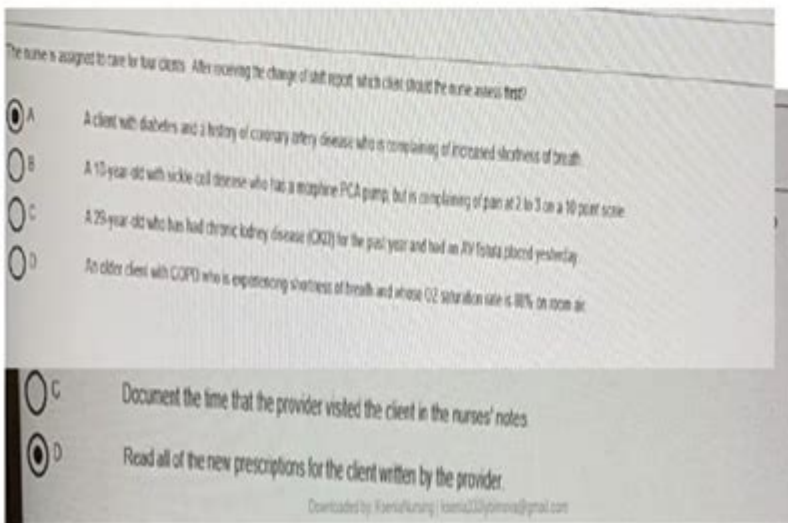 The nurse is assigned to care for four clients. After receiving the change of shift report, which client should the nurse assess first?
A A client with diabetes and a history of coronary artery disease who is complaining of increased shortness of breath.
B A 10-year-old with sickle cell disease who has a morphine PCA pump, but is complaining of pain at 2 to 3 on a 10 point scale.
C A 29-year-old who has had chronic kidney disease (CKD) for the past year and had an AV fistula placed yesterday.
D An older client with COPD who is experiencing shortness of breath and whose O2 saturation rate is 88% on room air.
C Document the time that the provider visited the client in the nurses' notes.
D Read all of the new prescriptions for the client written by the provider.
Downloaded by